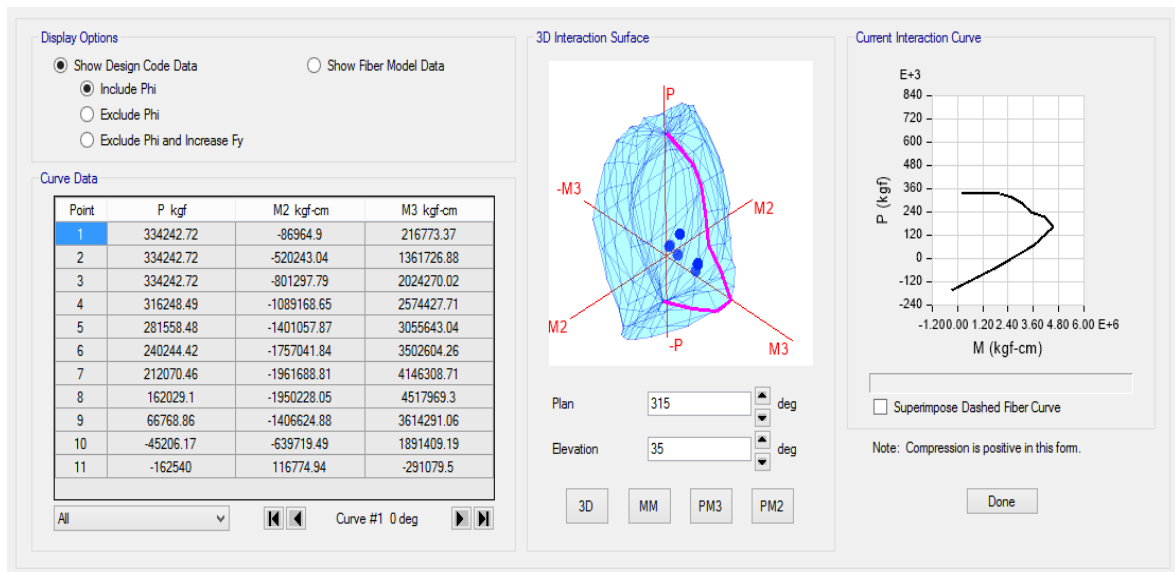 Display Options
Show Design Code Data
Show Fiber Model Data
Include Phi
Exclude Phi
Exclude Phi and Increase Fy
Curve Data
Point P kgf M2 kgf-cm M3 kgf-cm
1 334242.72 -86964.9 216773.37
2 334242.72 -520243.04 1361726.88
3 334242.72 -801297.79 2024270.02
4 316248.49 -1089168.65 2574427.71
5 281558.48 -1401057.87 3055643.04
6 240244.42 -1757041.84 3502604.26
7 212070.46 -1961688.81 4146308.71
8 162029.1 -1950228.05 4517969.3
9 66768.86 -1406624.88 3614291.06
10 -45206.17 -639719.49 1891409.19
11 -162540 116774.94 -291079.5
All Curve #1 0 deg
3D Interaction Surface
P
-M3
M2
M2
-P
M3
Plan 315 deg
Elevation 35 deg
3D MM PM3 PM2
Current Interaction Curve
E+3
840
720
600
480
360
240
120
0
-120
-240
P (kgf)
-1.200.00 1.20 2.40 3.60 4.80 6.00 E+6
M (kgf-cm)
Superimpose Dashed Fiber Curve
Note: Compression is positive in this form.
Done